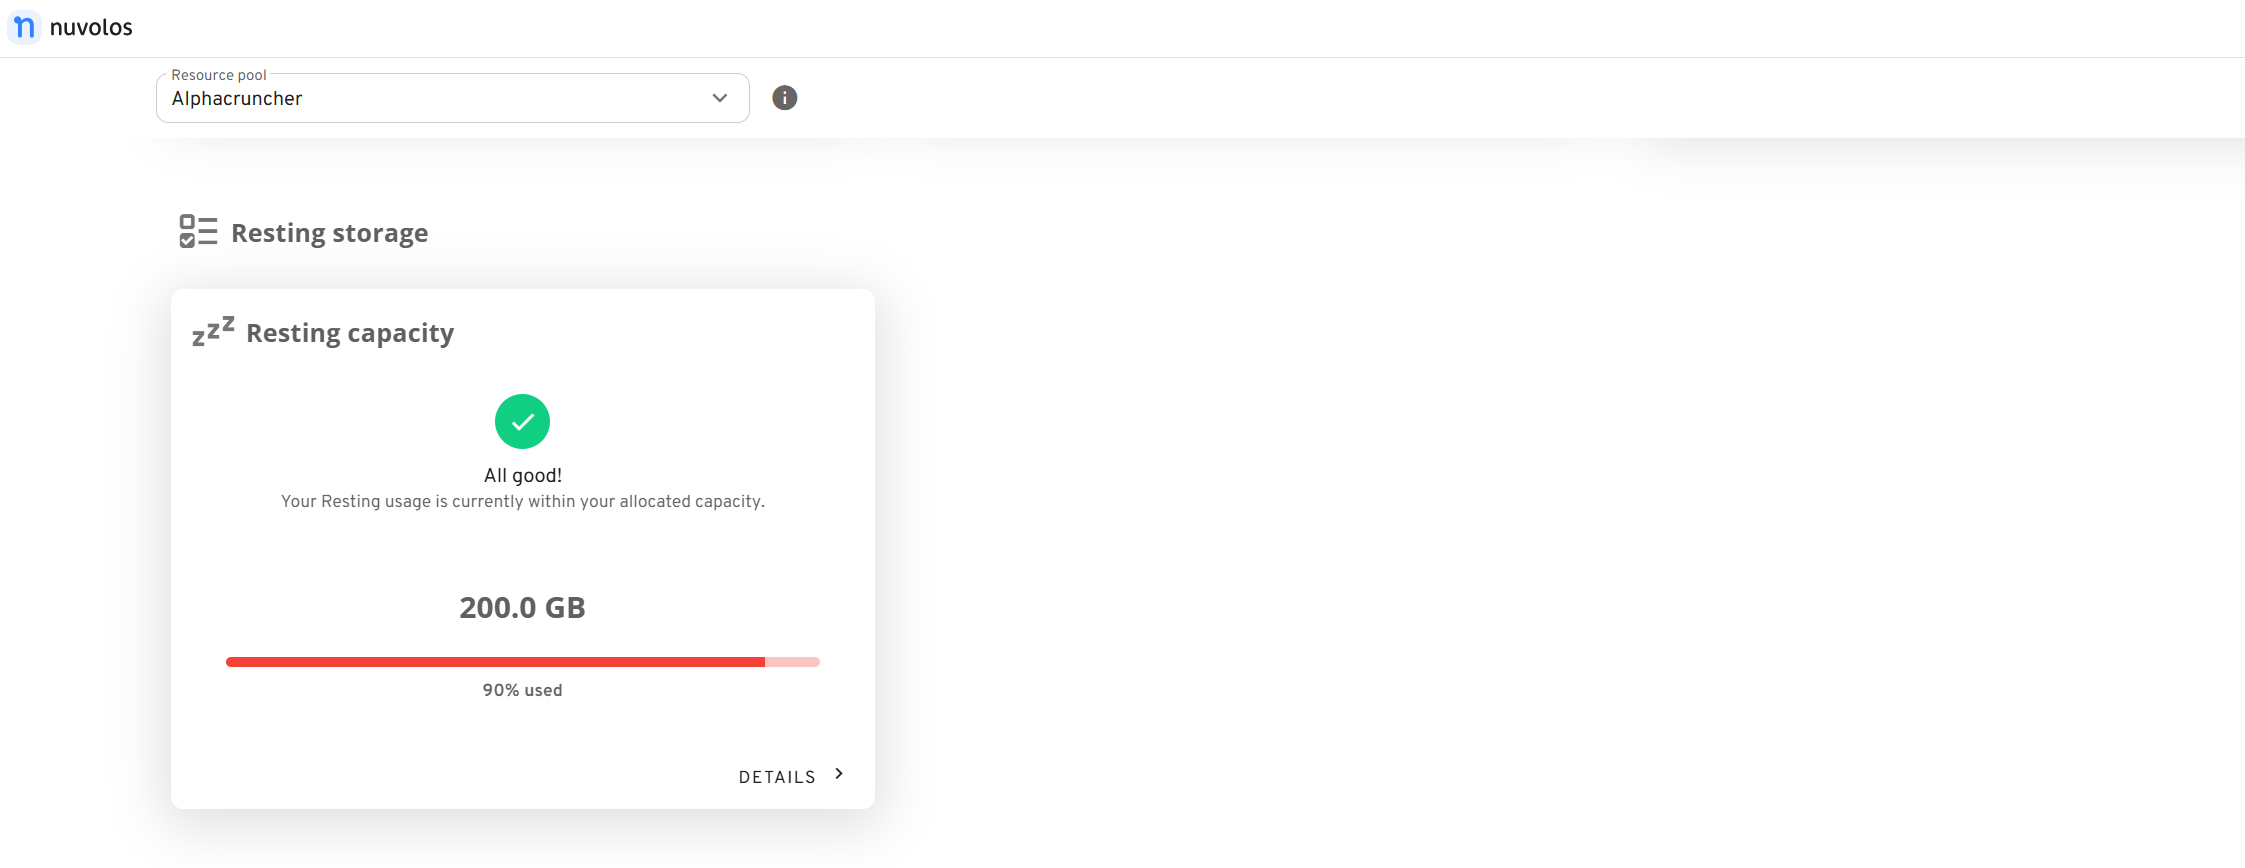 nuvolos
Resource pool
Alphacruncher
Resting storage
zzz Resting capacity
All good!
Your Resting usage is currently within your allocated capacity.
200.0 GB
90% used
DETAILS